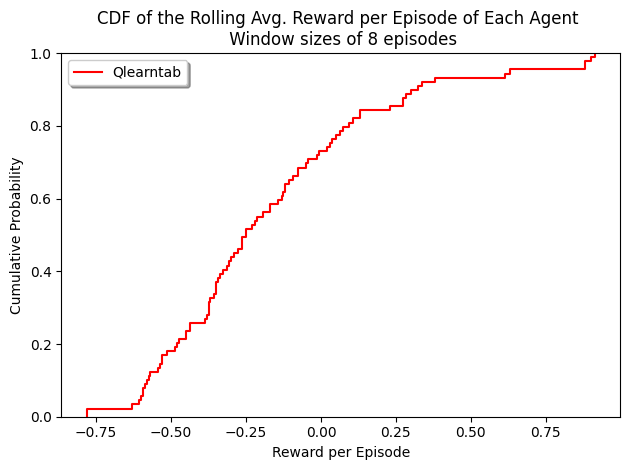 CDF of the Rolling Avg. Reward per Episode of Each Agent
Window sizes of 8 episodes
Qlearntab
1.0
0.8
0.6
0.4
0.2
0.0
Cumulative Probability
−0.75 −0.50 −0.25 0.00 0.25 0.50 0.75
Reward per Episode